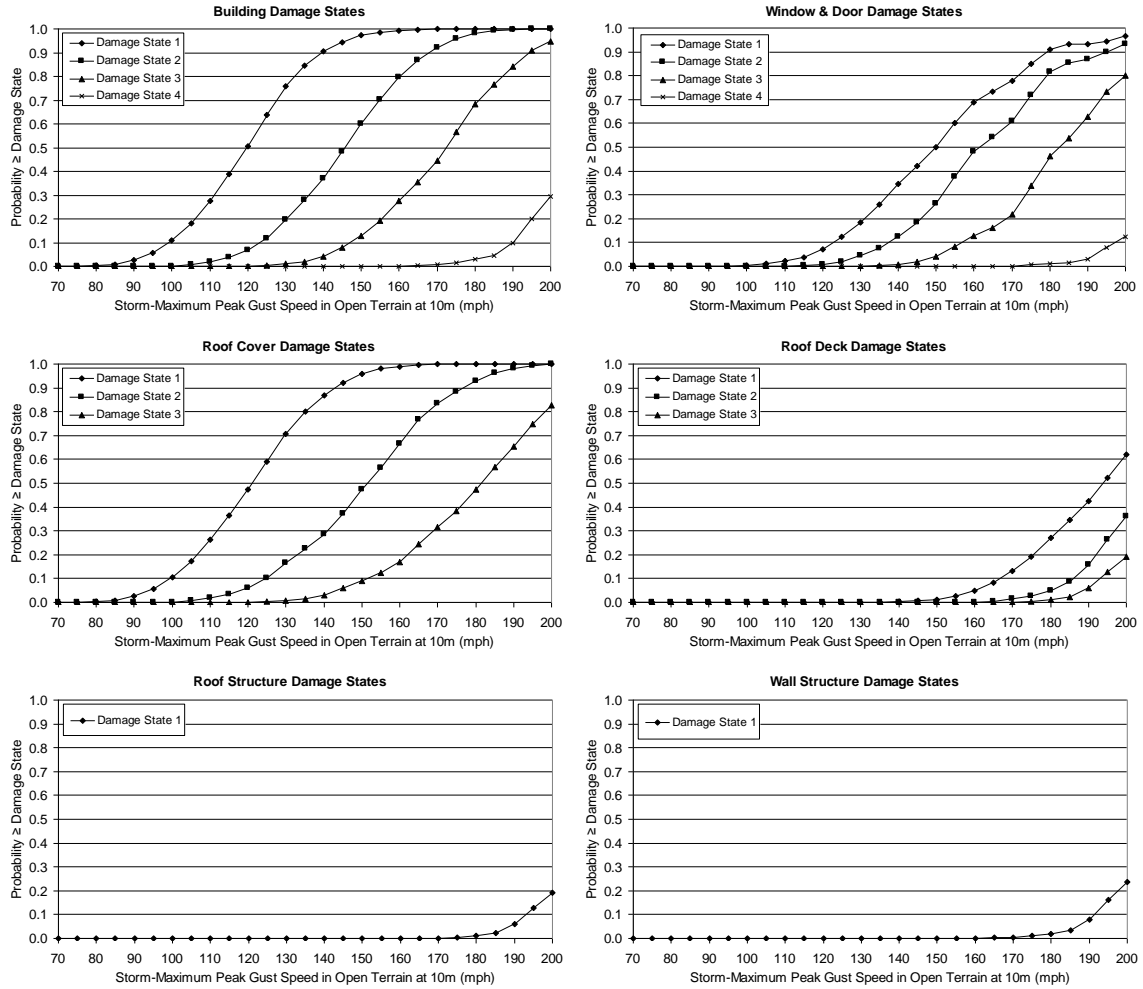 Building Damage States
Probability ≥ Damage State
1.0
0.9
0.8
0.7
0.6
0.5
0.4
0.3
0.2
0.1
0.0
Damage State 1
Damage State 2
Damage State 3
Damage State 4
70 80 90 100 110 120 130 140 150 160 170 180 190 200
Storm-Maximum Peak Gust Speed in Open Terrain at 10m (mph)
Window & Door Damage States
Probability ≥ Damage State
1.0
0.9
0.8
0.7
0.6
0.5
0.4
0.3
0.2
0.1
0.0
Damage State 1
Damage State 2
Damage State 3
Damage State 4
70 80 90 100 110 120 130 140 150 160 170 180 190 200
Storm-Maximum Peak Gust Speed in Open Terrain at 10m (mph)
Roof Cover Damage States
Probability ≥ Damage State
1.0
0.9
0.8
0.7
0.6
0.5
0.4
0.3
0.2
0.1
0.0
Damage State 1
Damage State 2
Damage State 3
70 80 90 100 110 120 130 140 150 160 170 180 190 200
Storm-Maximum Peak Gust Speed in Open Terrain at 10m (mph)
Roof Deck Damage States
Probability ≥ Damage State
1.0
0.9
0.8
0.7
0.6
0.5
0.4
0.3
0.2
0.1
0.0
Damage State 1
Damage State 2
Damage State 3
70 80 90 100 110 120 130 140 150 160 170 180 190 200
Storm-Maximum Peak Gust Speed in Open Terrain at 10m (mph)
Roof Structure Damage States
Probability ≥ Damage State
1.0
0.9
0.8
0.7
0.6
0.5
0.4
0.3
0.2
0.1
0.0
Damage State 1
70 80 90 100 110 120 130 140 150 160 170 180 190 200
Storm-Maximum Peak Gust Speed in Open Terrain at 10m (mph)
Wall Structure Damage States
Probability ≥ Damage State
1.0
0.9
0.8
0.7
0.6
0.5
0.4
0.3
0.2
0.1
0.0
Damage State 1
70 80 90 100 110 120 130 140 150 160 170 180 190 200
Storm-Maximum Peak Gust Speed in Open Terrain at 10m (mph)